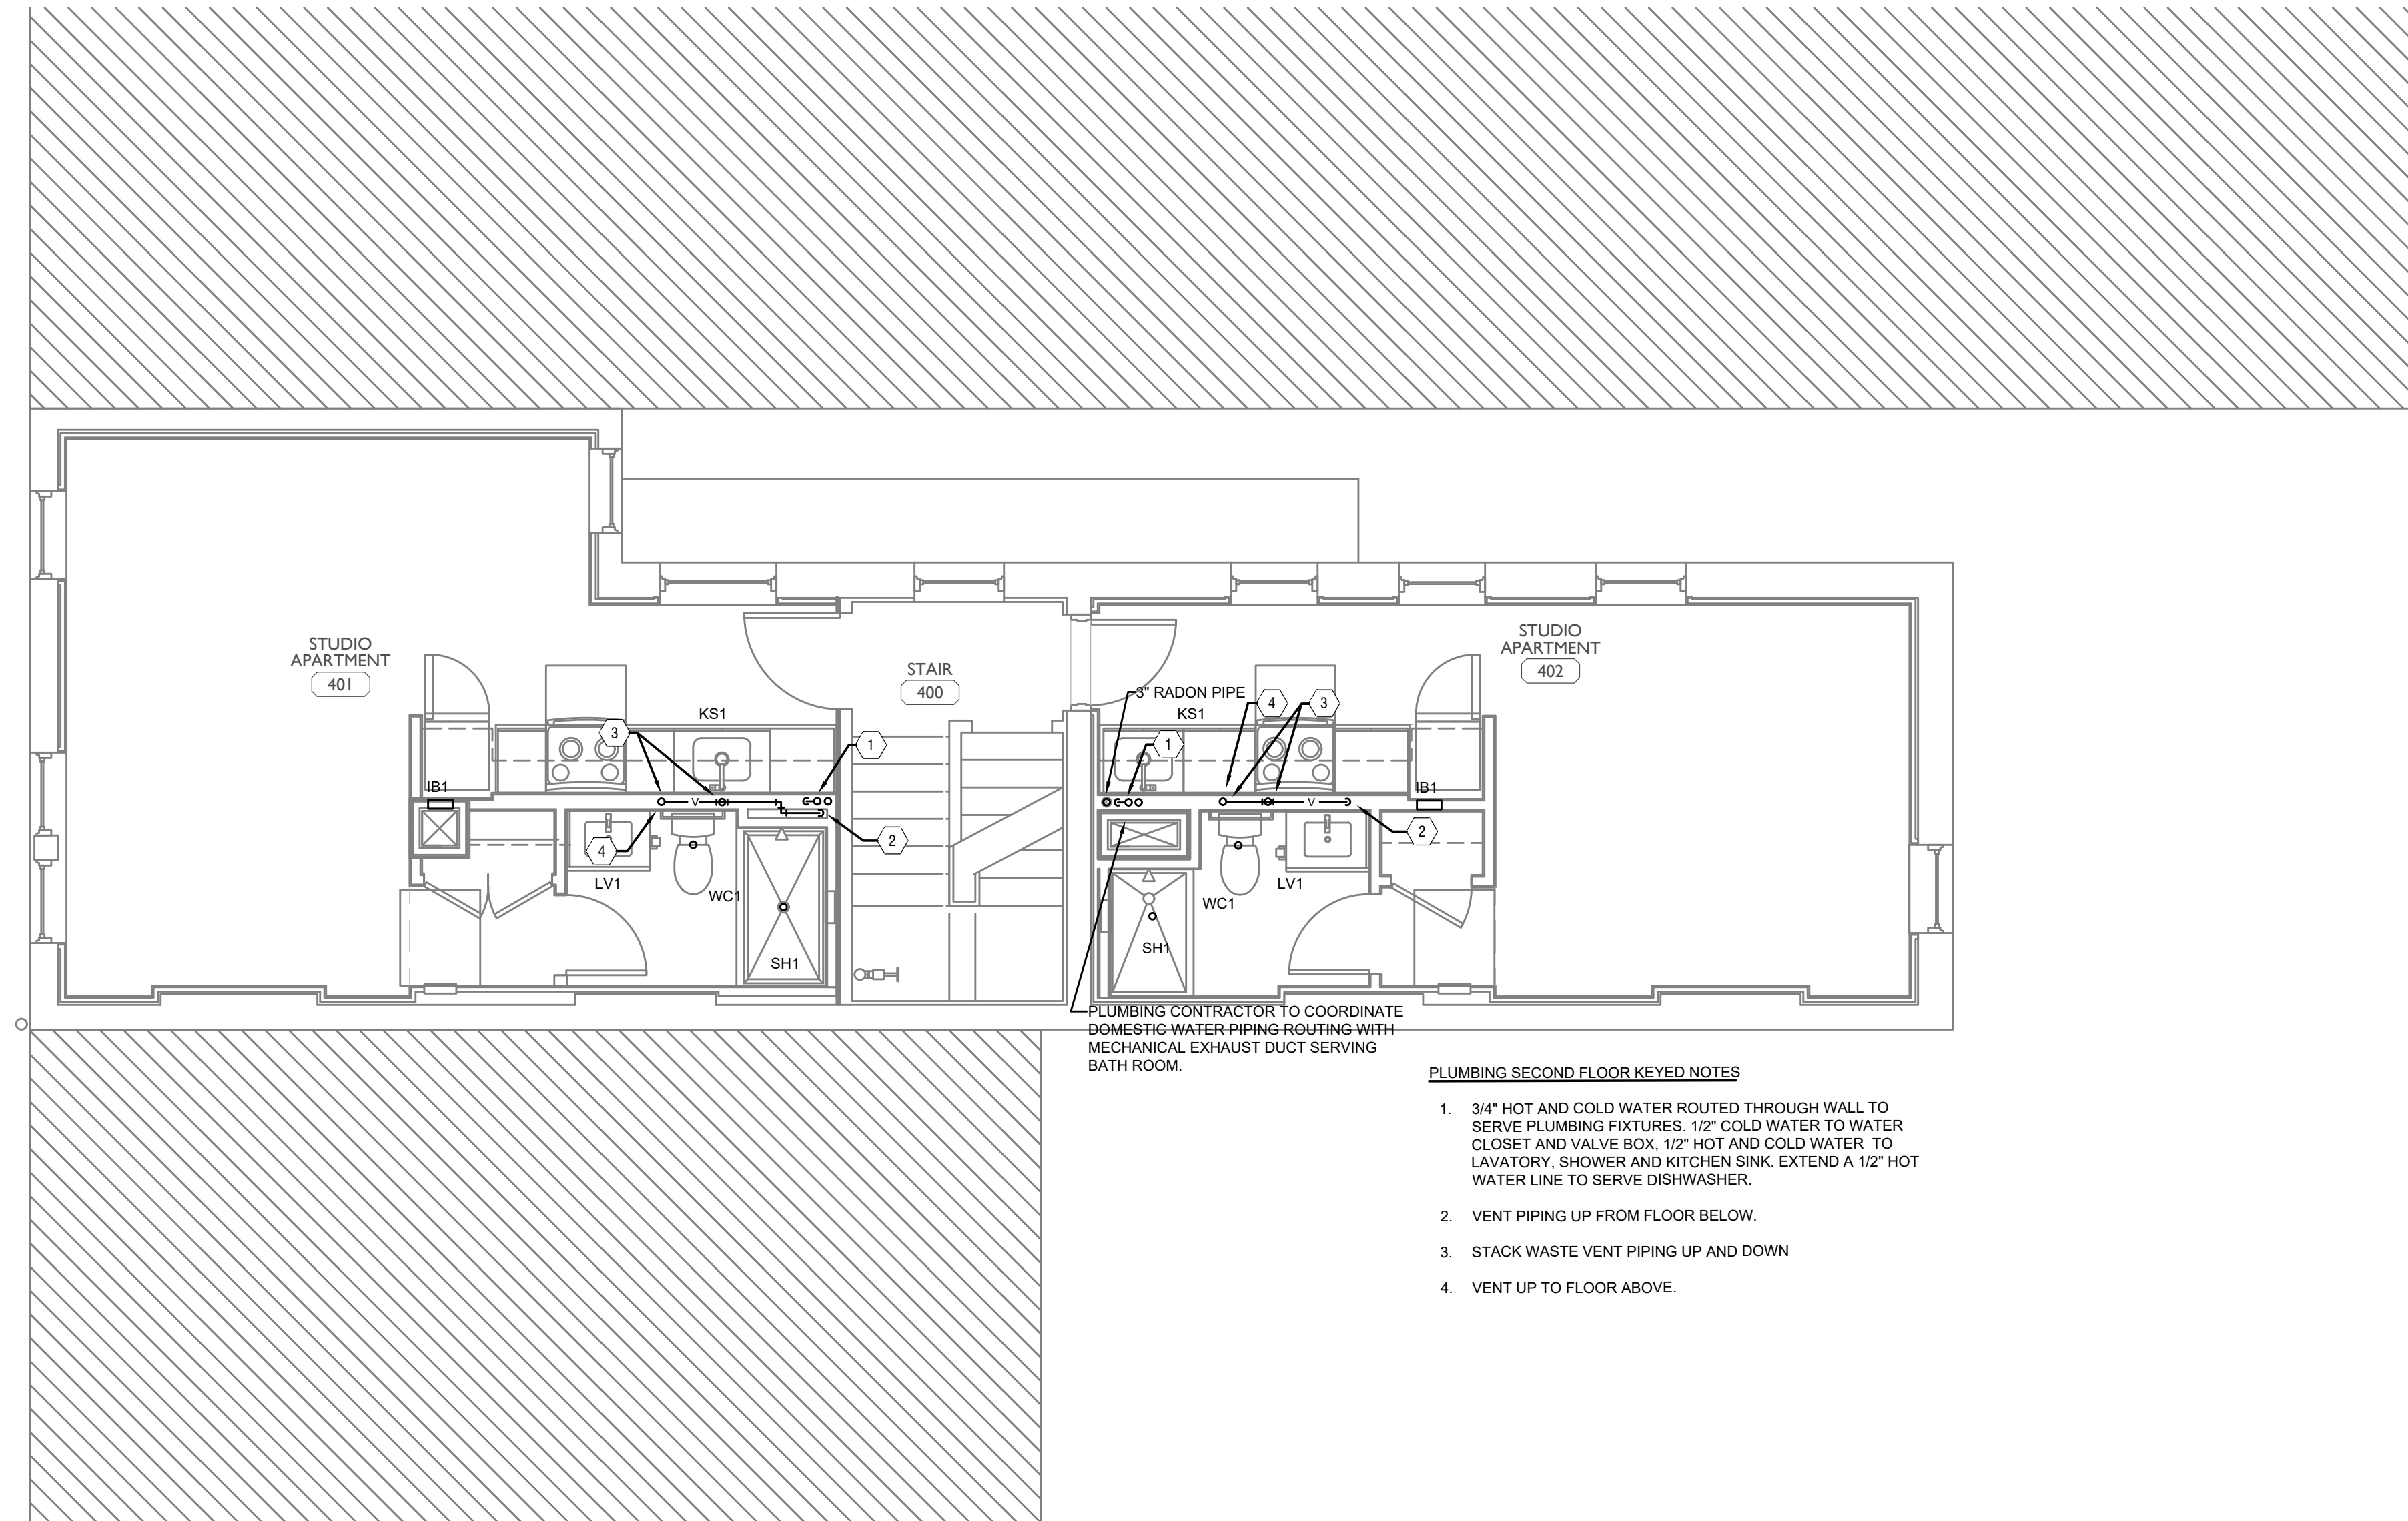 STUDIO
APARTMENT
401
STAIR
400
STUDIO
APARTMENT
402
3" RADON PIPE
4
3
KS1
KS1
3
1
1
IB1
IB1
V
V
2
2
4
LV1
WC1
SH1
LV1
WC1
SH1
PLUMBING CONTRACTOR TO COORDINATE
DOMESTIC WATER PIPING ROUTING WITH
MECHANICAL EXHAUST DUCT SERVING
BATH ROOM.
PLUMBING SECOND FLOOR KEYED NOTES
1. 3/4" HOT AND COLD WATER ROUTED THROUGH WALL TO
SERVE PLUMBING FIXTURES. 1/2" COLD WATER TO WATER
CLOSET AND VALVE BOX, 1/2" HOT AND COLD WATER TO
LAVATORY, SHOWER AND KITCHEN SINK. EXTEND A 1/2" HOT
WATER LINE TO SERVE DISHWASHER.
2. VENT PIPING UP FROM FLOOR BELOW.
3. STACK WASTE VENT PIPING UP AND DOWN
4. VENT UP TO FLOOR ABOVE.